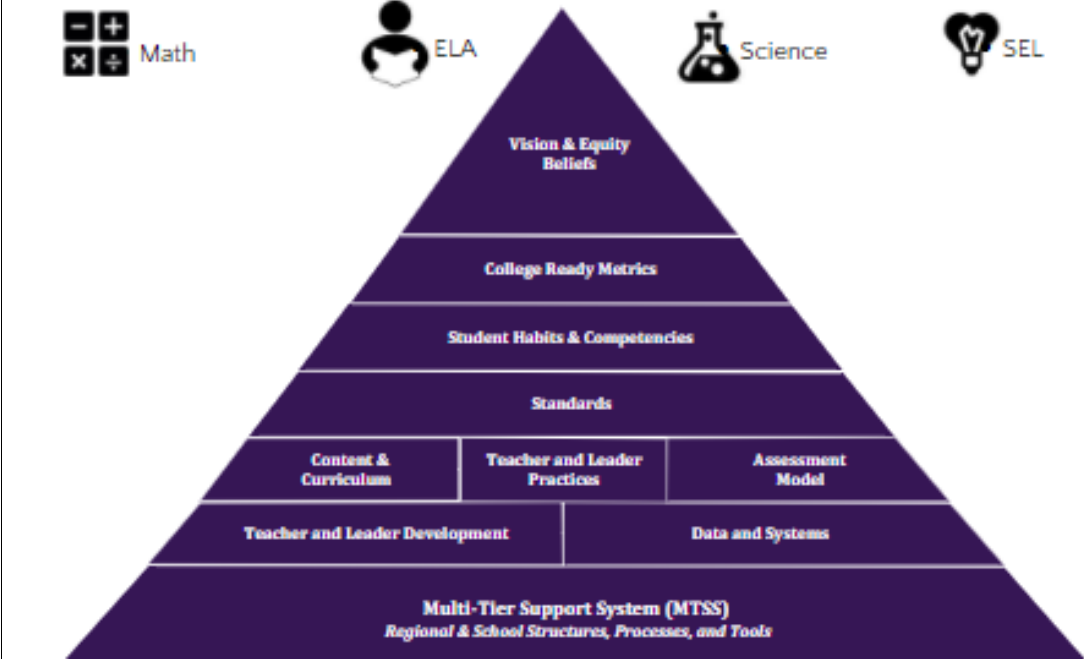 Math
ELA
Science
SEL
Vision & Equity
Beliefs
College Ready Metrics
Student Habits & Competencies
Standards
Content &
Curriculum
Teacher and Leader
Practices
Assessment
Model
Teacher and Leader Development
Data and Systems
Multi-Tier Support System (MTSS)
Regional & School Structures, Processes, and Tools